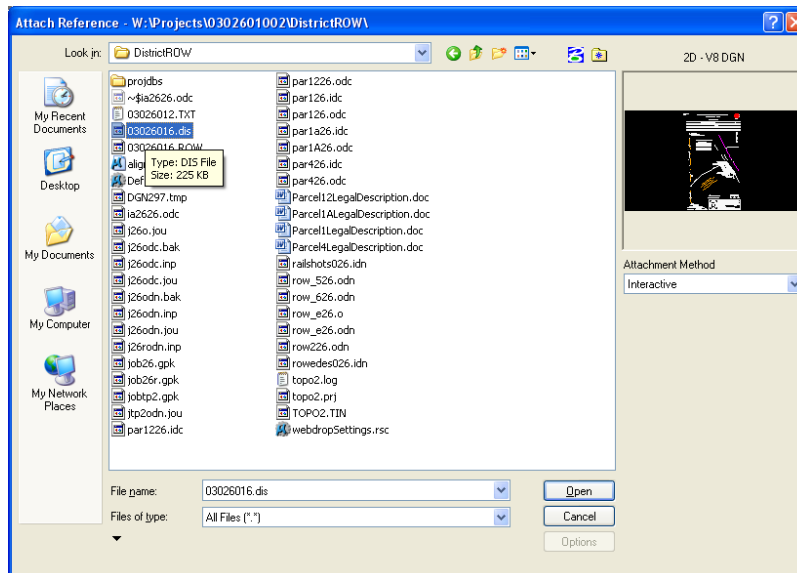 Attach Reference - W:\Projects\0302601002\DistrictROW\
Look in:
DistrictROW
2D - V8 DGN
My Recent
Documents
Desktop
My Documents
My Computer
My Network
Places
projdbs
~$ia2626.odc
03026012.TXT
03026016.dis
03026016.ROW
align
Def
DGN297.tmp
ia2626.odc
j26o.jou
j26odc.bak
j26odc.inp
j26odc.jou
j26odn.bak
j26odn.inp
j26odn.jou
j26rodn.inp
job26.gpk
job26r.gpk
jobtp2.gpk
jtp2odn.jou
par1226.idc
Type: DIS File
Size: 225 KB
par1226.odc
par126.idc
par126.odc
par1a26.idc
par1A26.odc
par426.idc
par426.odc
Parcel12LegalDescription.doc
Parcel1ALegalDescription.doc
Parcel1LegalDescription.doc
Parcel4LegalDescription.doc
railshots026.idn
row_526.odn
row_626.odn
row_e26.o
row_e26.odn
row226.odn
rowedes026.idn
topo2.log
topo2.prj
TOPO2.TIN
webdropSettings.rsc
Attachment Method
Interactive
File name:
03026016.dis
Open
Files of type:
All Files (*.*)
Cancel
Options